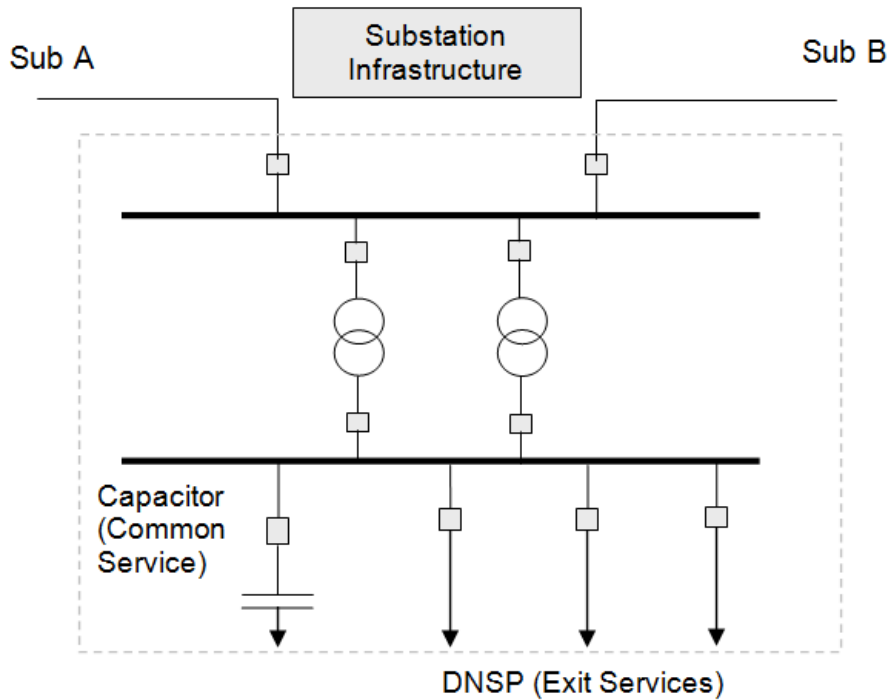 Sub A
Substation
Infrastructure
Sub B
Capacitor
(Common
Service)
DNSP (Exit Services)